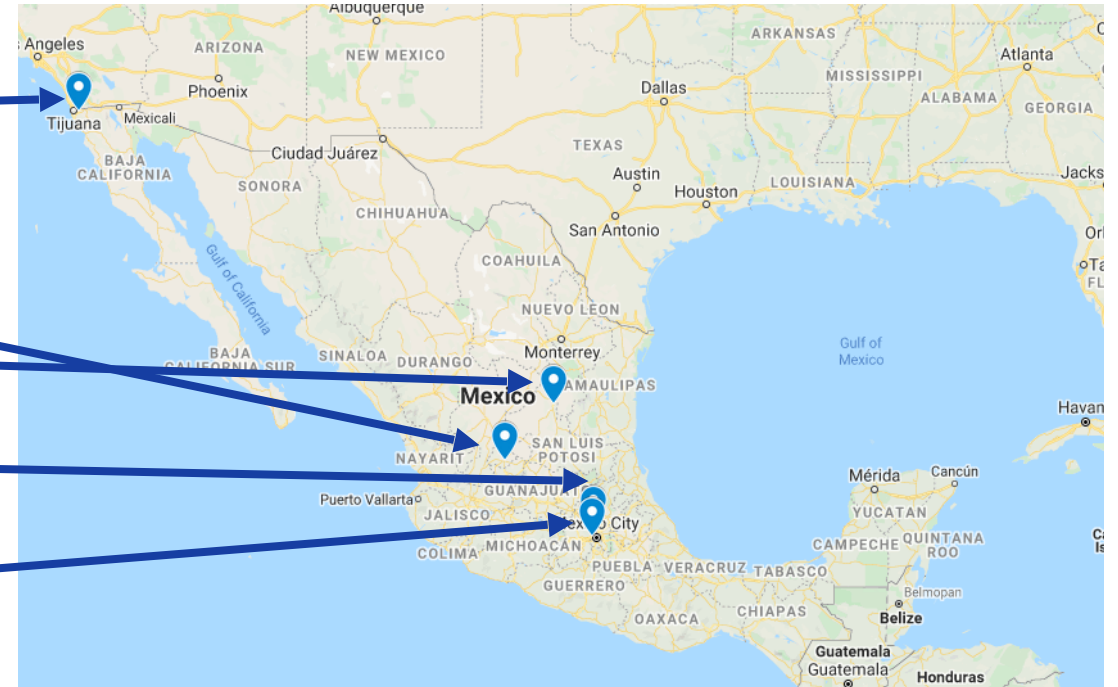 Albuquerque
Angeles
ARIZONA
NEW MEXICO
ARKANSAS
Atlanta
Phoenix
Dallas
MISSISSIPPI
ALABAMA
GEORGIA
Tijuana
Mexicali
Ciudad Juárez
TEXAS
BAJA
CALIFORNIA
SONORA
Austin
Houston
LOUISIANA
Jacks
CHIHUAHUA
San Antonio
Gulf of California
COAHUILA
NUEVO LEON
Monterrey
BAJA
CALIFORNIA SUR
SINALOA
DURANGO
Gulf of
Mexico
Mexico
AMAULIPAS
Havan
NAYARIT
SAN LUIS
POTOSI
Puerto Vallarta
GUANAJUATO
JALISCO
Mérida
Cancún
YUCATAN
COLIMA
MICHOACÁN
City
CAMPECHE
QUINTANA
ROO
PUEBLA
VERACRUZ
TABASCO
GUERRERO
Belmopan
Belize
OAXACA
CHIAPAS
Guatemala
Guatemala
Honduras